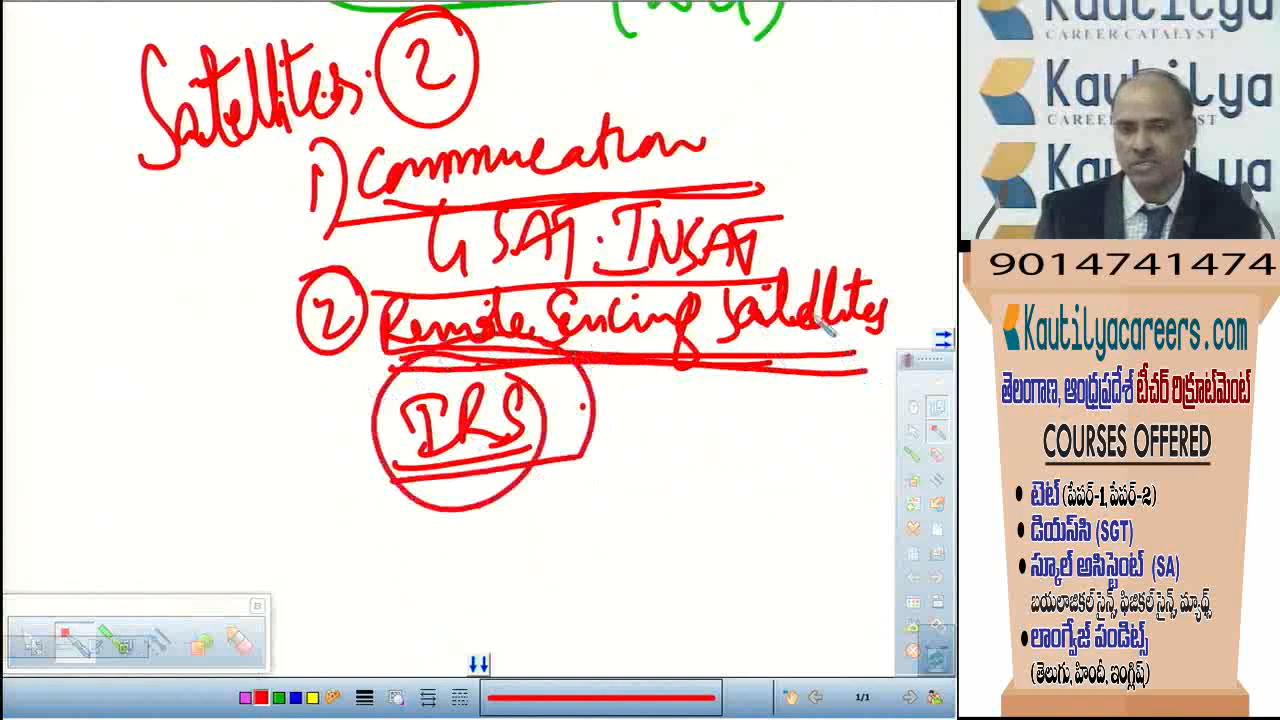 Satellites. 2
1) Commnucation
GSAT. INSAT
2 Remote Sencing Satellites
IRS
1/1
Kautilya
CAREER CATALYST
Kautilya
Kautilya
9014741474
Kautilyacareers.com
తెలంగాణ, ఆంధ్రప్రదేశ్ టీచర్ రిక్రూట్‌మెంట్
COURSES OFFERED
• టెట్ (పేపర్-1, పేపర్-2)
• డియస్‌సి (SGT)
• స్కూల్ అసిస్టెంట్ (SA)
బయలాజికల్ సైన్స్, ఫిజికల్ సైన్స్, మ్యాథ్స్
• లాంగ్వేజ్ పండిట్స్
(తెలుగు, హిందీ, ఇంగ్లిష్)